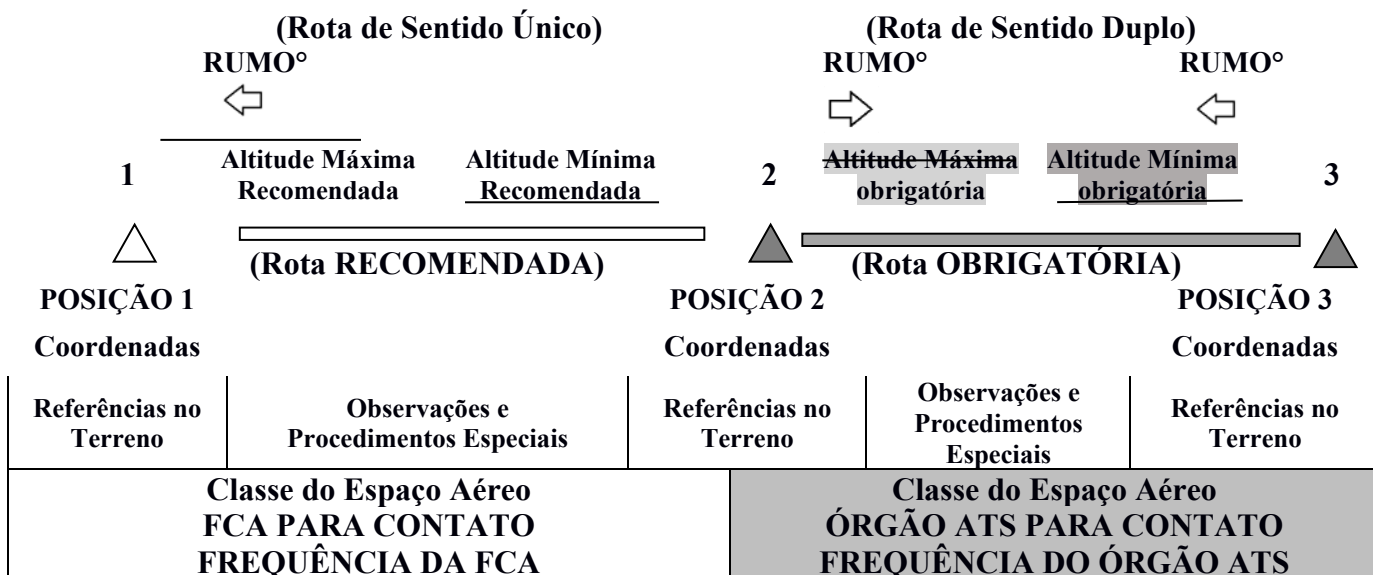 (Rota de Sentido Único) (Rota de Sentido Duplo)
RUMO° RUMO° RUMO°
1 Altitude Máxima Altitude Mínima 2 Altitude Máxima Altitude Mínima 3
Recomendada Recomendada obrigatória obrigatória
(Rota RECOMENDADA) (Rota OBRIGATÓRIA)
POSIÇÃO 1 POSIÇÃO 2 POSIÇÃO 3
Coordenadas Coordenadas Coordenadas
Referências no
Terreno
Observações e
Procedimentos Especiais
Referências no
Terreno
Observações e
Procedimentos
Especiais
Referências no
Terreno
Classe do Espaço Aéreo
FCA PARA CONTATO
FREQUÊNCIA DA FCA
Classe do Espaço Aéreo
ÓRGÃO ATS PARA CONTATO
FREQUÊNCIA DO ÓRGÃO ATS